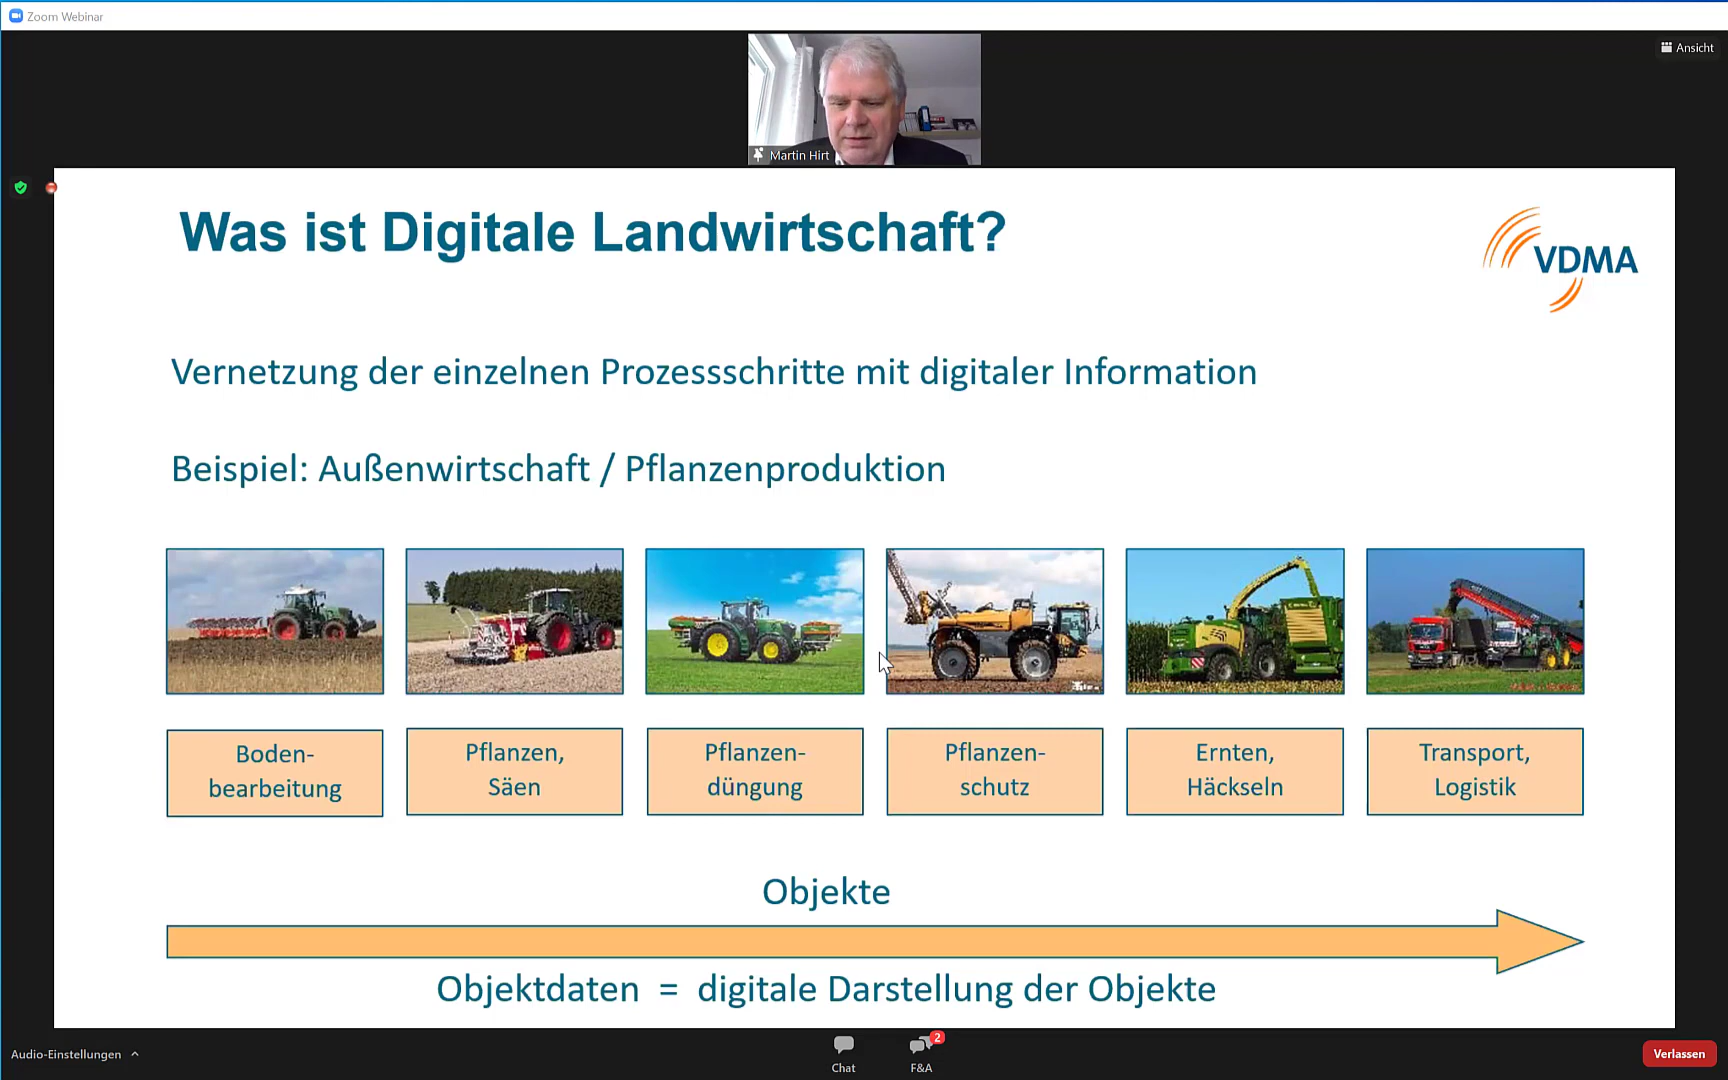 Zoom Webinar
Ansicht
Martin Hirt
Was ist Digitale Landwirtschaft?
VDMA
Vernetzung der einzelnen Prozessschritte mit digitaler Information
Beispiel: Außenwirtschaft / Pflanzenproduktion
Boden-
bearbeitung
Pflanzen,
Säen
Pflanzen-
düngung
Pflanzen-
schutz
Ernten,
Häckseln
Transport,
Logistik
Objekte
Objektdaten = digitale Darstellung der Objekte
Audio-Einstellungen
Chat
2
F&A
Verlassen